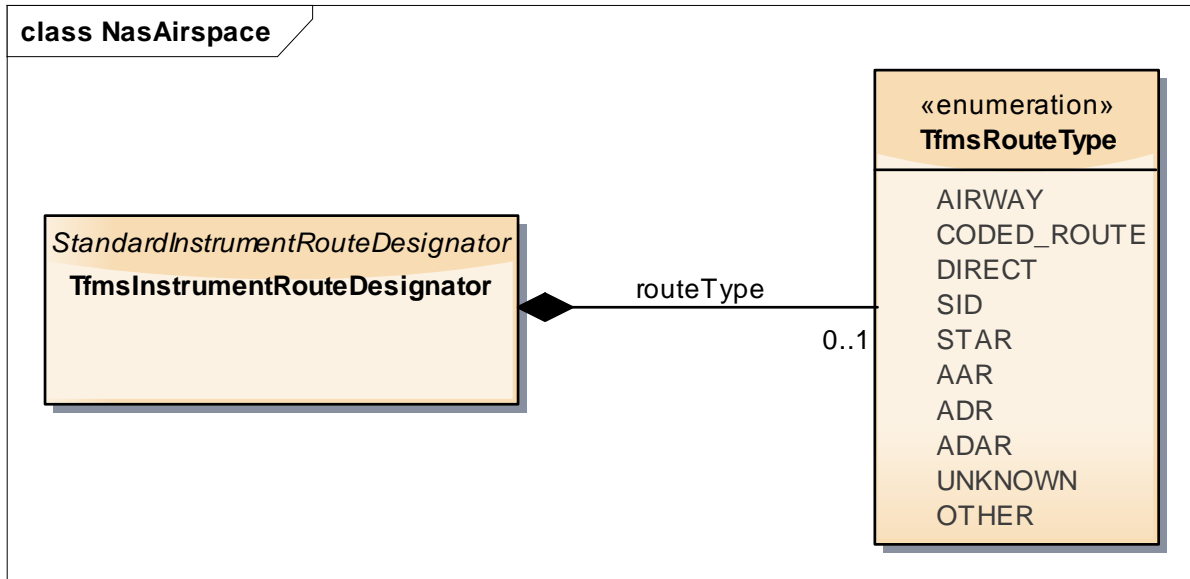 class NasAirspace
StandardInstrumentRouteDesignator
TfmsInstrumentRouteDesignator
routeType
0..1
«enumeration»
TfmsRouteType
AIRWAY
CODED_ROUTE
DIRECT
SID
STAR
AAR
ADR
ADAR
UNKNOWN
OTHER